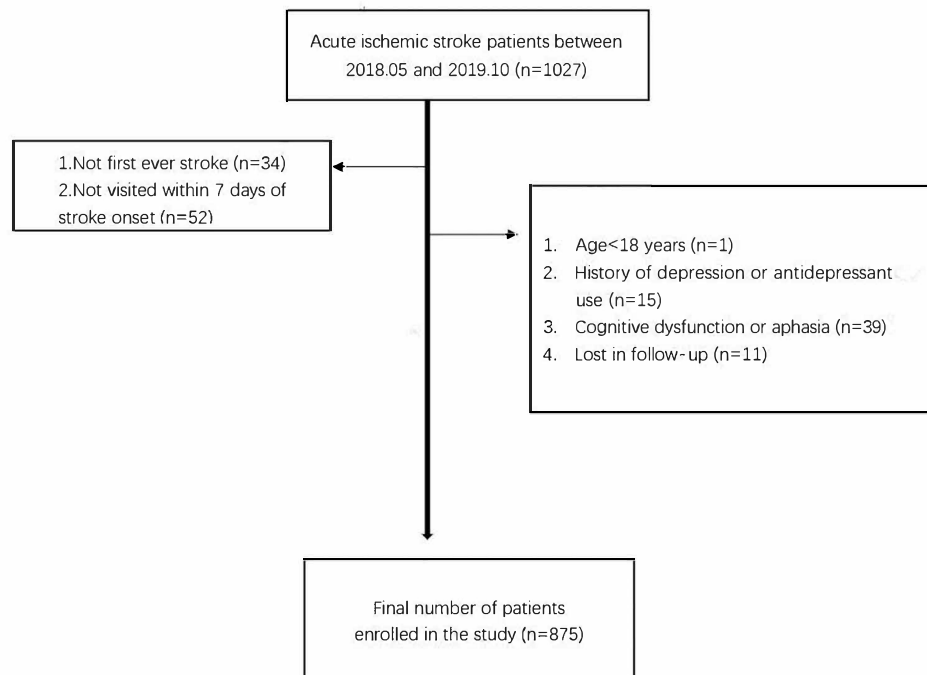 Acute ischemic stroke patients between
2018.05 and 2019.10 (n=1027)
1.Not first ever stroke (n=34)
2.Not visited within 7 days of
stroke onset (n=52)
1. Age<18 years (n=1)
2. History of depression or antidepressant
use (n=15)
3. Cognitive dysfunction or aphasia (n=39)
4. Lost in follow-up (n=11)
Final number of patients
enrolled in the study (n=875)